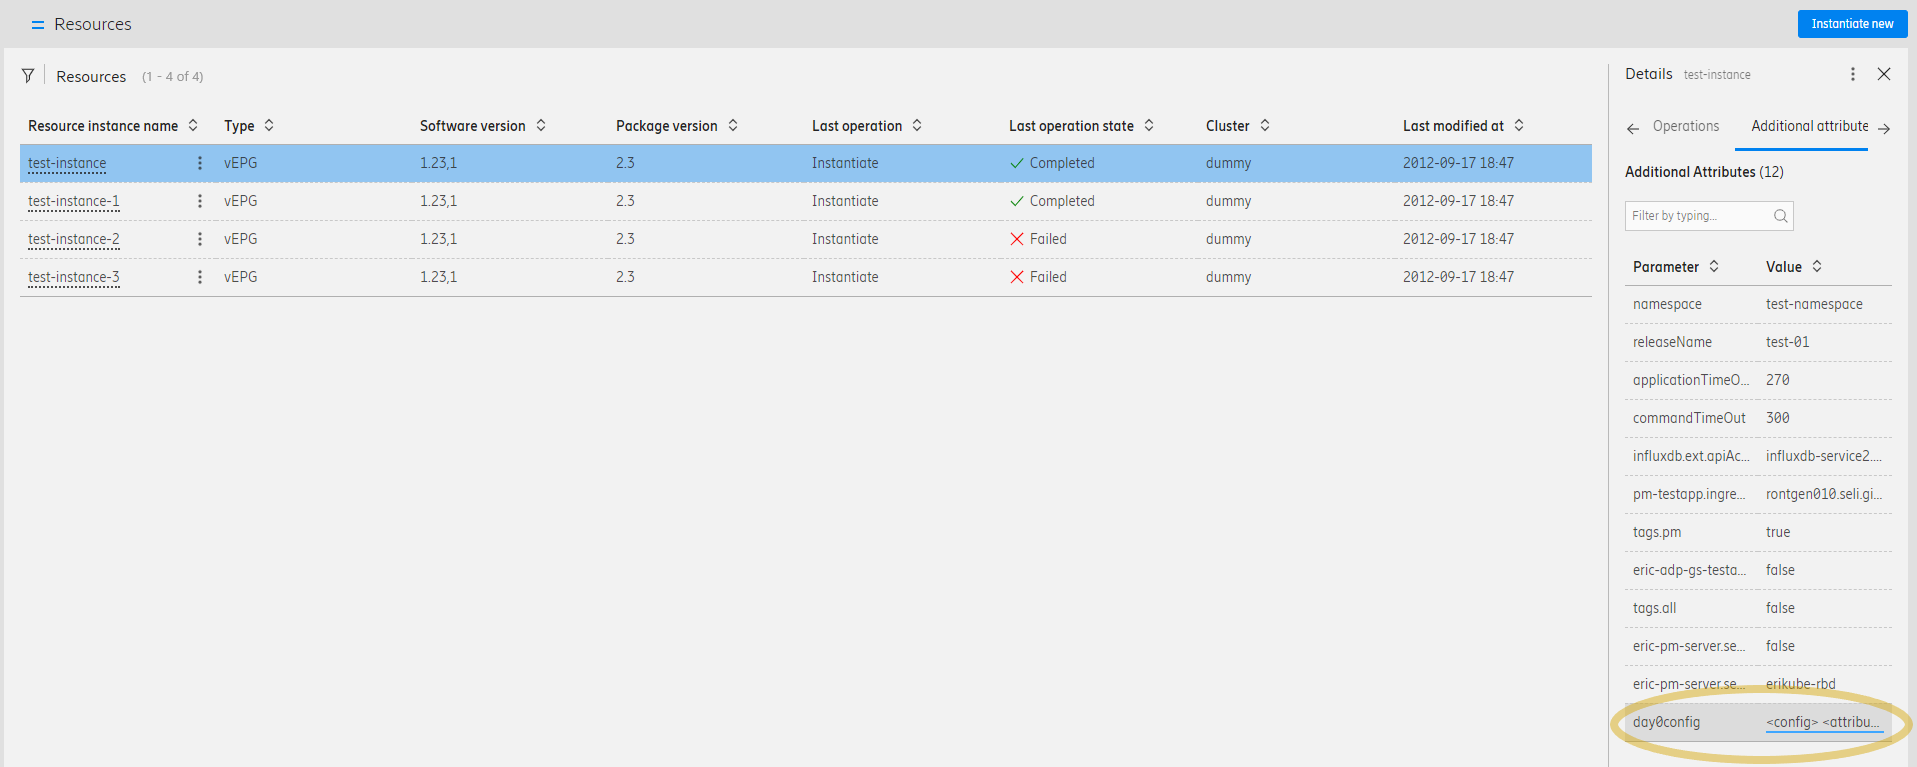 Resources
Instantiate new
Resources (1 - 4 of 4)
Resource instance name Type Software version Package version Last operation Last operation state Cluster Last modified at
test-instance vEPG 1.23,1 2.3 Instantiate Completed dummy 2012-09-17 18:47
test-instance-1 vEPG 1.23,1 2.3 Instantiate Completed dummy 2012-09-17 18:47
test-instance-2 vEPG 1.23,1 2.3 Instantiate Failed dummy 2012-09-17 18:47
test-instance-3 vEPG 1.23,1 2.3 Instantiate Failed dummy 2012-09-17 18:47
Details test-instance
Operations Additional attribute
Additional Attributes (12)
Filter by typing...
Parameter Value
namespace test-namespace
releaseName test-01
applicationTimeO... 270
commandTimeOut 300
influxdb.ext.apiAc... influxdb-service2....
pm-testapp.ingre... rontgen010.seli.gi...
tags.pm true
eric-adp-gs-testa... false
tags.all false
eric-pm-server.se... false
eric-pm-server.se... erikube-rbd
day0config <config> <attribu...